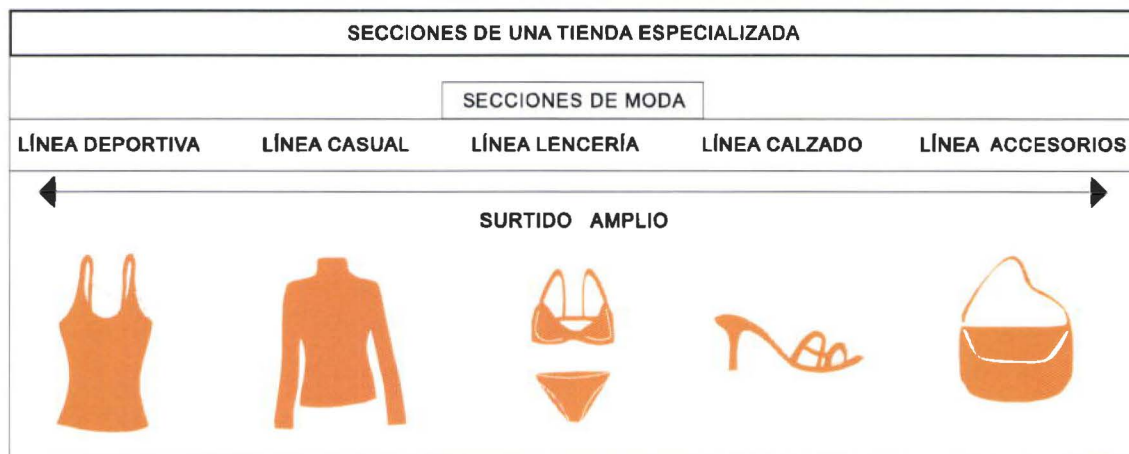 SECCIONES DE UNA TIENDA ESPECIALIZADA
SECCIONES DE MODA
LÍNEA DEPORTIVA LÍNEA CASUAL LÍNEA LENCERÍA LÍNEA CALZADO LÍNEA ACCESORIOS
SURTIDO AMPLIO